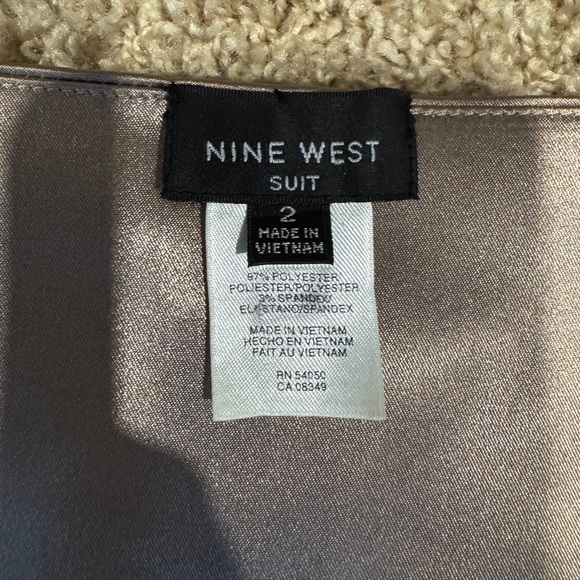 NINE WEST
SUIT
2
MADE IN
VIETNAM
97% POLYESTER
POLIESTER/POLYESTER
3% SPANDEX/
ELASTANO/SPANDEX
MADE IN VIETNAM
HECHO EN VIETNAM
FAIT AU VIETNAM
RN 54050
CA 08349